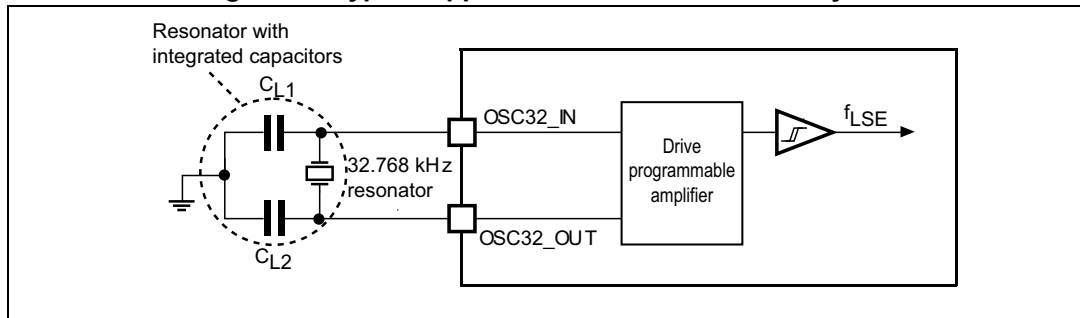 Resonator with
integrated capacitors
CL1
OSC32_IN
fLSE
Drive
programmable
amplifier
32.768 kHz
resonator
OSC32_OUT
CL2